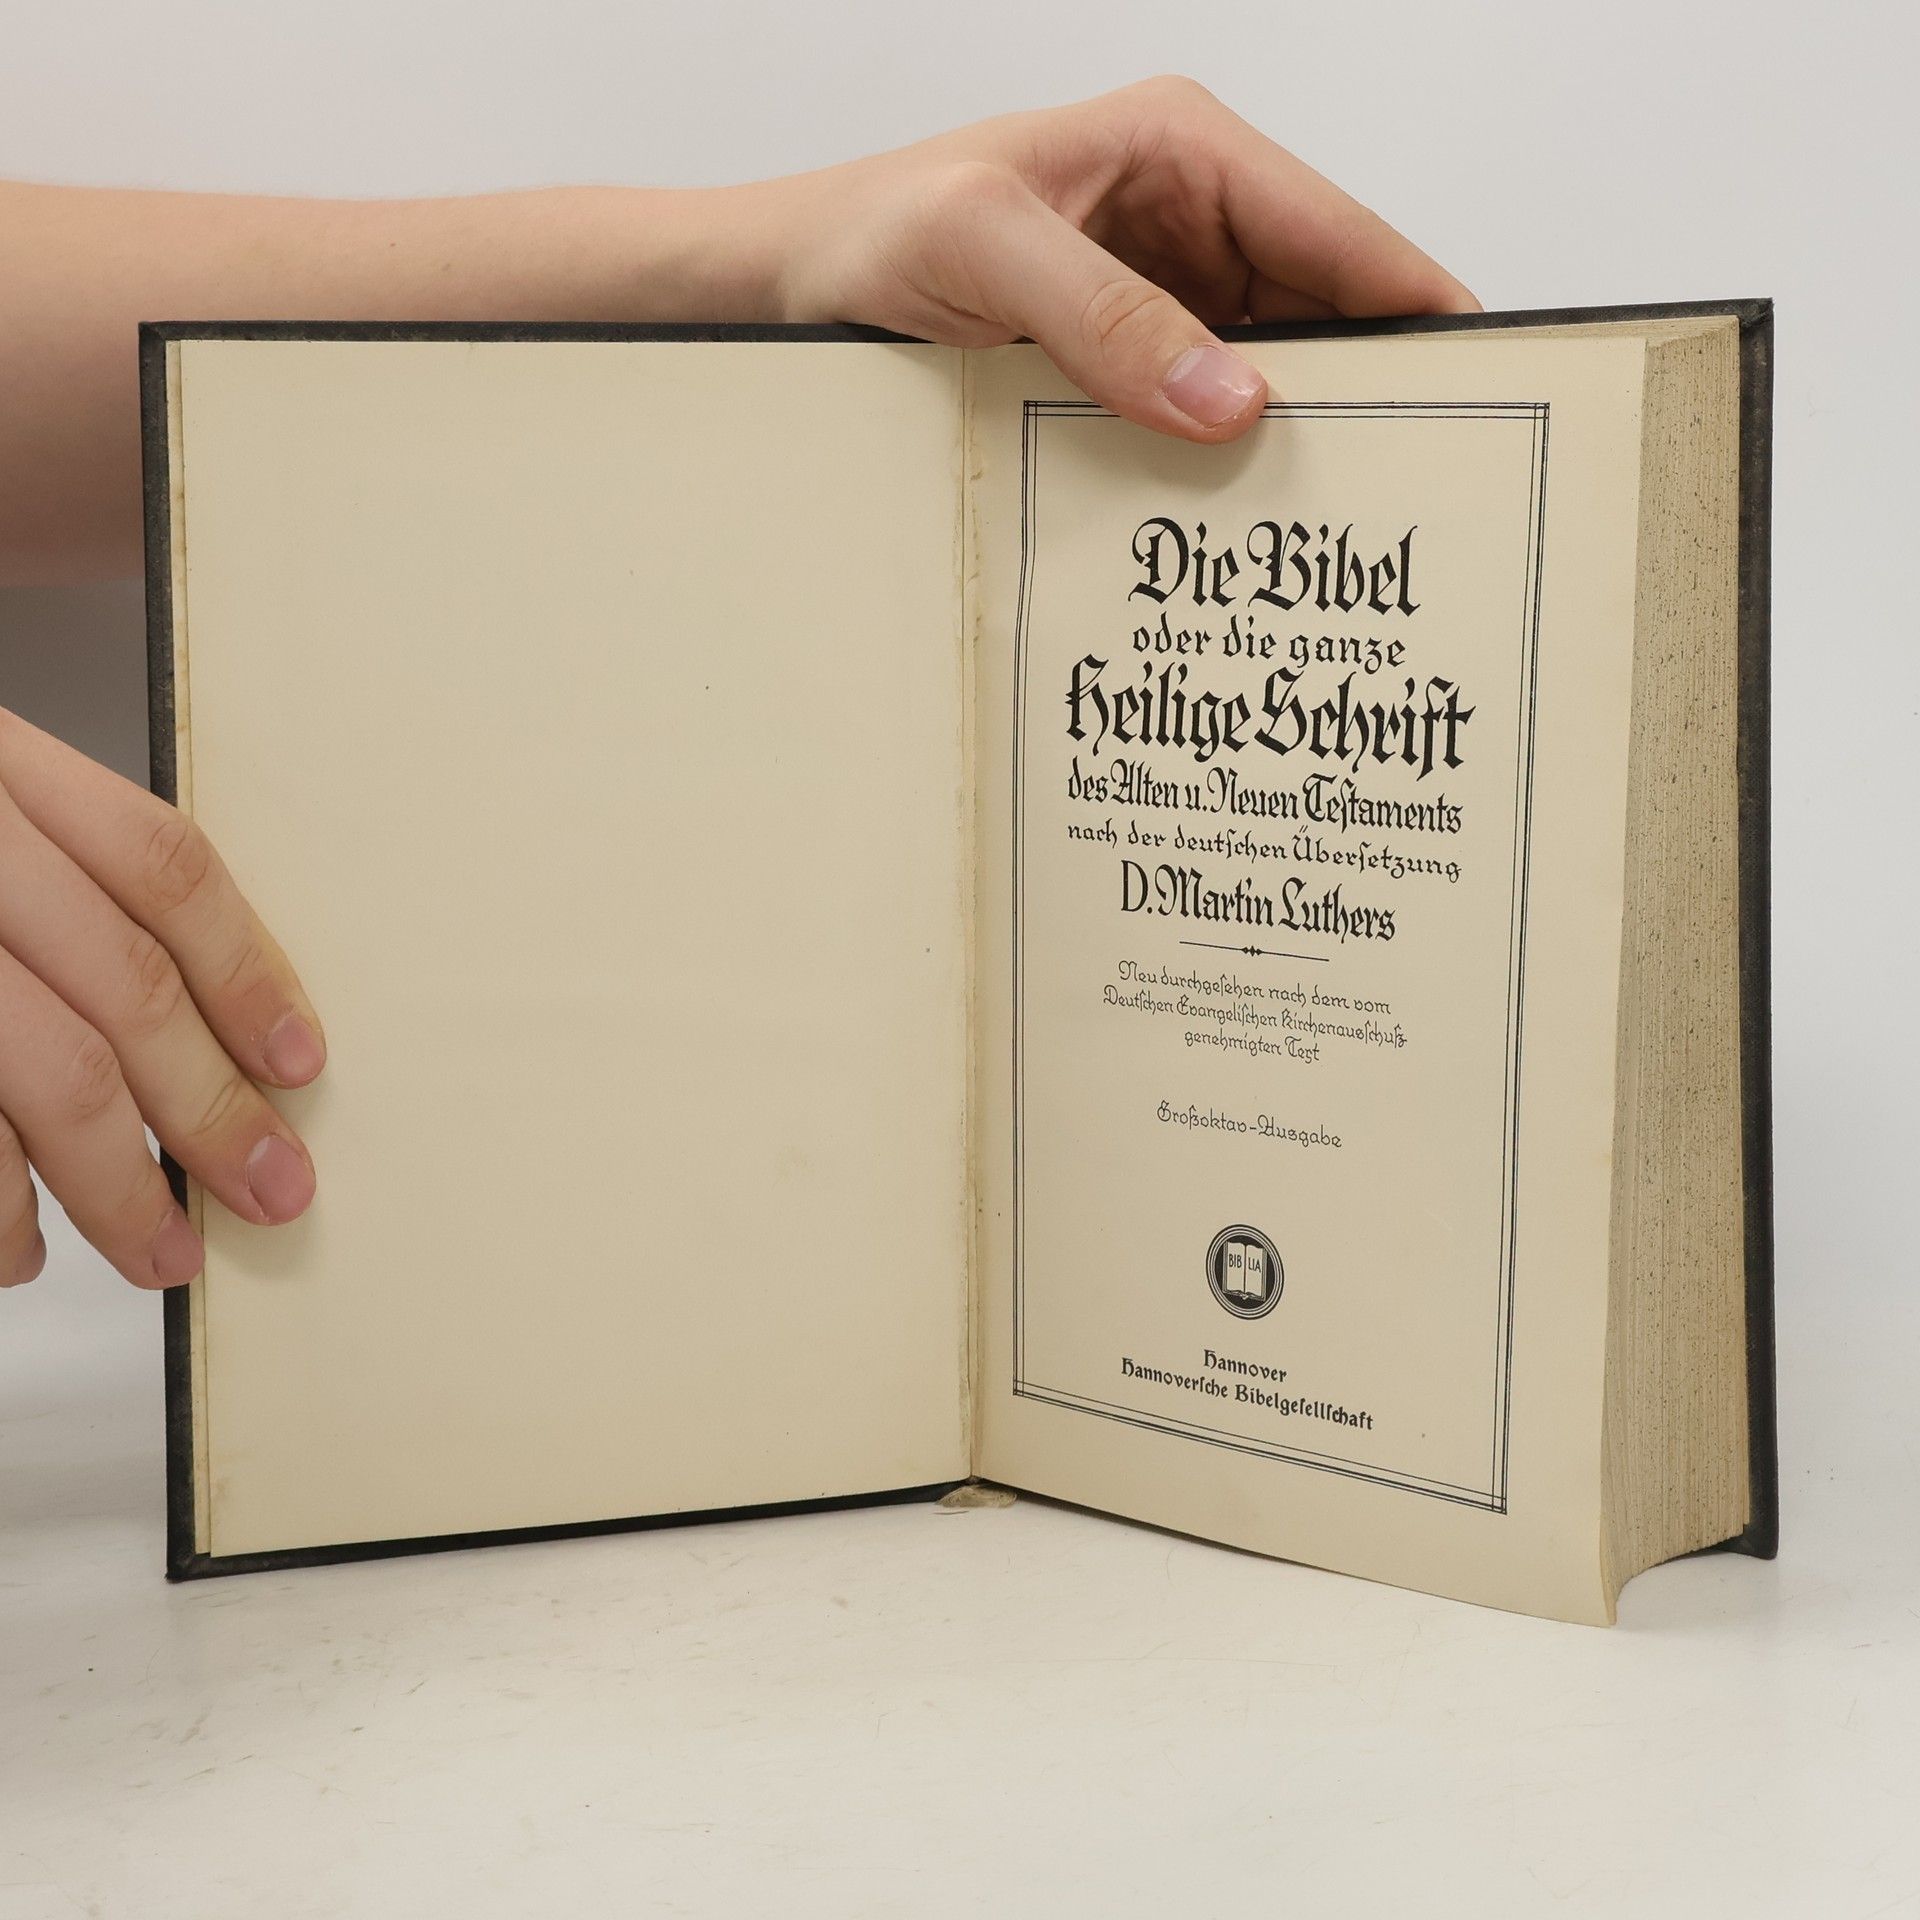 Die Bibel
oder die ganze
Heilige Schrift
des Alten u. Neuen Teſtaments
nach der deutſchen Überſetzung
D. Martin Luthers
Neu durchgeſehen nach dem vom
Deutſchen Evangeliſchen Kirchenausſchuß
genehmigten Text
Großoktav-Ausgabe
BIB LIA
Hannover
Hannoverſche Bibelgeſellſchaft